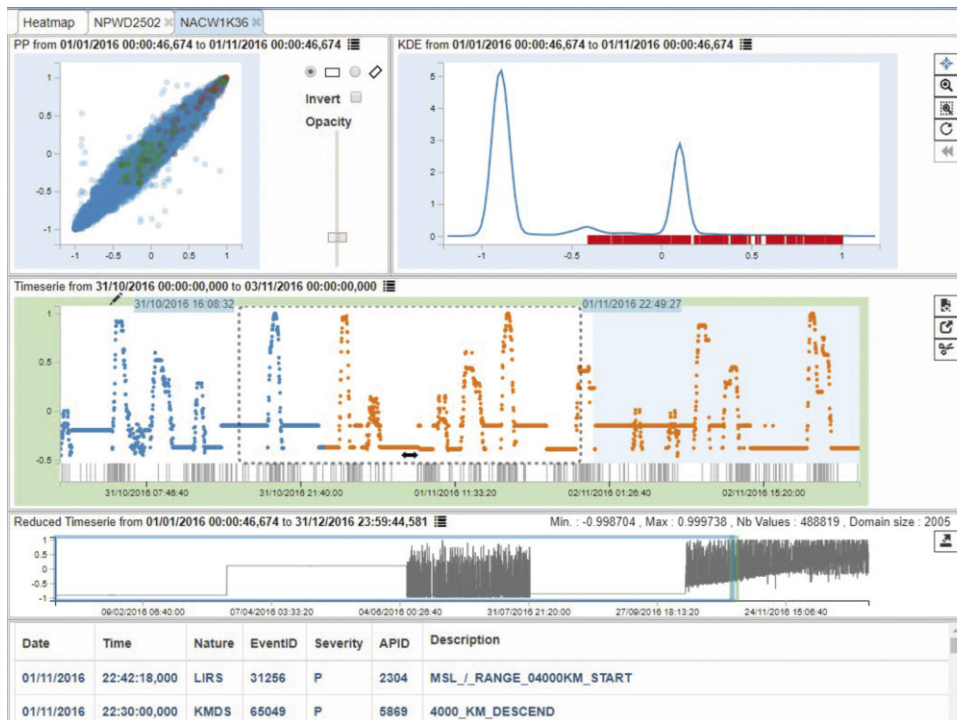 Heatmap NPWD2502 NACW1K36
PP from 01/01/2016 00:00:46,674 to 01/11/2016 00:00:46,674
KDE from 01/01/2016 00:00:46,674 to 01/11/2016 00:00:46,674
1
0.5
0
-0.5
-1
-1 -0.5 0 0.5 1
Invert
Opacity
5
4
3
2
1
0
-1 -0.5 0 0.5 1
Timeserie from 31/10/2016 00:00:00,000 to 03/11/2016 00:00:00,000
31/10/2016 16:08:32 01/11/2016 22:49:27
1
0.5
0
-0.5
31/10/2016 07:46:40 31/10/2016 21:40:00 01/11/2016 11:33:20 02/11/2016 01:26:40 02/11/2016 15:20:00
Reduced Timeserie from 01/01/2016 00:00:46,674 to 31/12/2016 23:59:44,581 Min. : -0.998704 , Max : 0.999738 , Nb Values : 488819 , Domain size : 2005
1
0.5
0
-0.5
-1
09/02/2016 06:40:00 07/04/2016 03:33:20 04/06/2016 00:26:40 31/07/2016 21:20:00 27/09/2016 18:13:20 24/11/2016 15:06:40
Date Time Nature EventID Severity APID Description
01/11/2016 22:42:18,000 LIRS 31256 P 2304 MSL_/_RANGE_04000KM_START
01/11/2016 22:30:00,000 KMDS 65049 P 5869 4000_KM_DESCEND